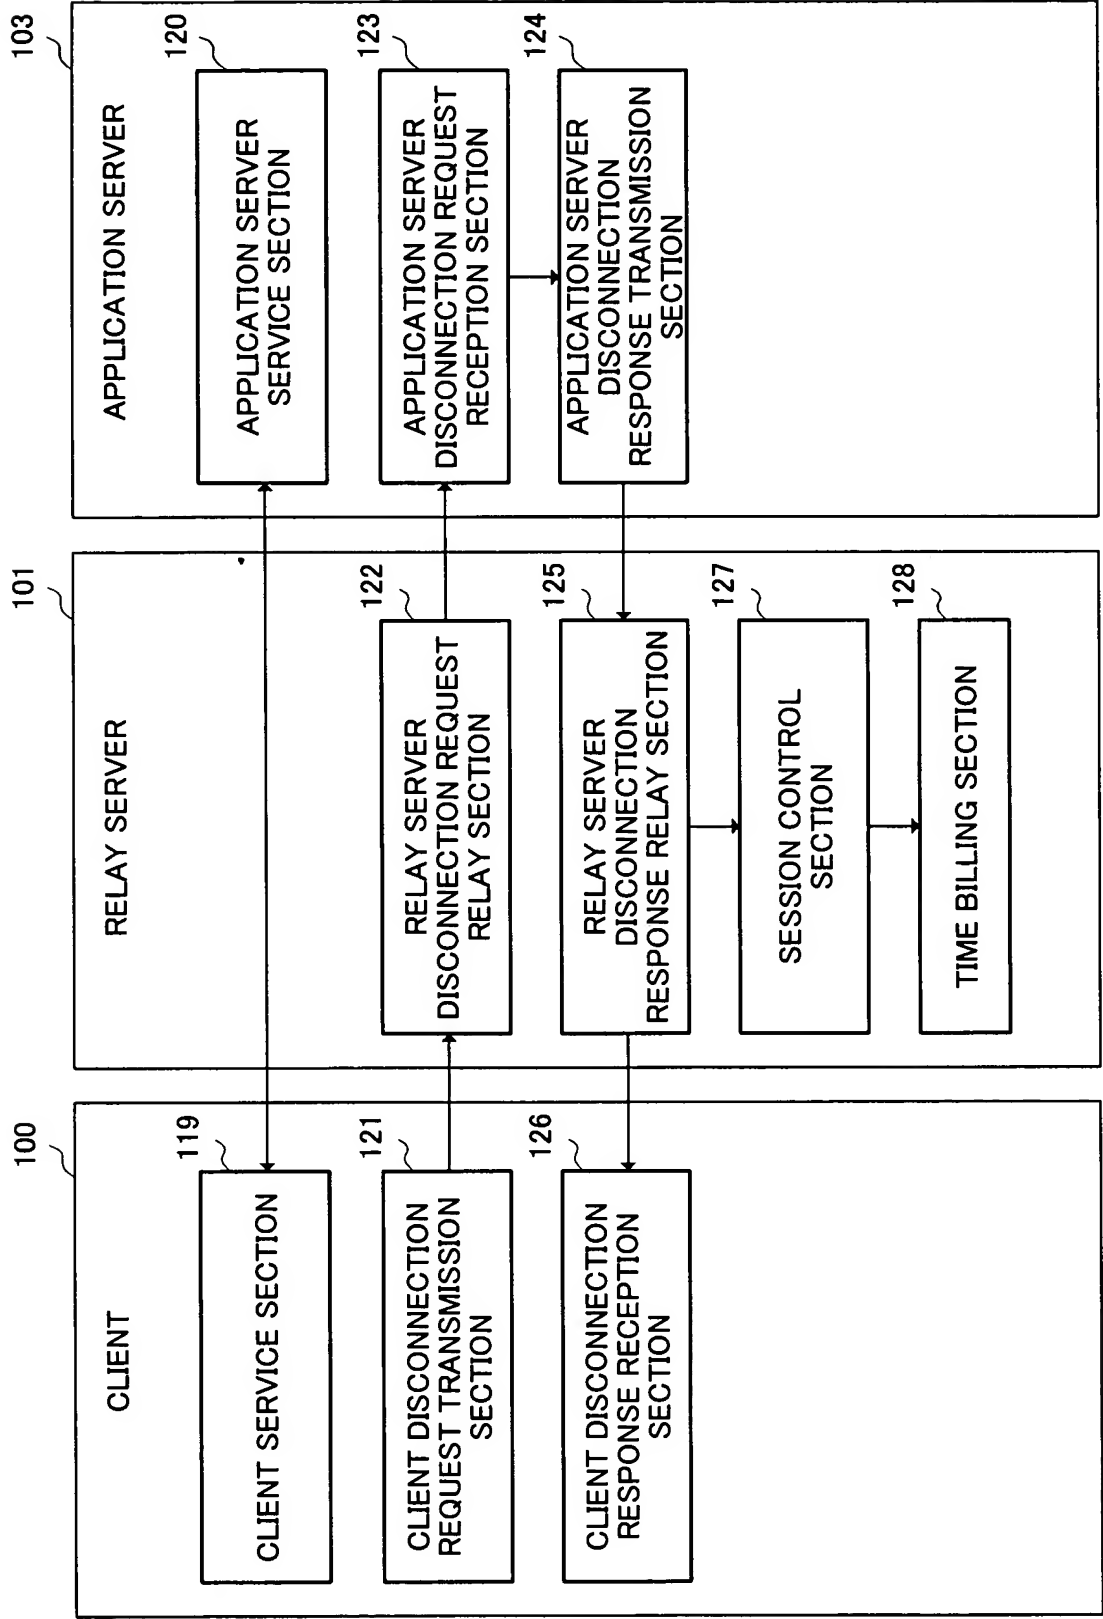 100
CLIENT
119
CLIENT SERVICE SECTION
121
CLIENT DISCONNECTION
REQUEST TRANSMISSION
SECTION
126
CLIENT DISCONNECTION
RESPONSE RECEPTION
SECTION
101
RELAY SERVER
122
RELAY SERVER
DISCONNECTION REQUEST
RELAY SECTION
125
RELAY SERVER
DISCONNECTION
RESPONSE RELAY SECTION
127
SESSION CONTROL
SECTION
128
TIME BILLING SECTION
103
APPLICATION SERVER
120
APPLICATION SERVER
SERVICE SECTION
123
APPLICATION SERVER
DISCONNECTION REQUEST
RECEPTION SECTION
124
APPLICATION SERVER
DISCONNECTION
RESPONSE TRANSMISSION
SECTION